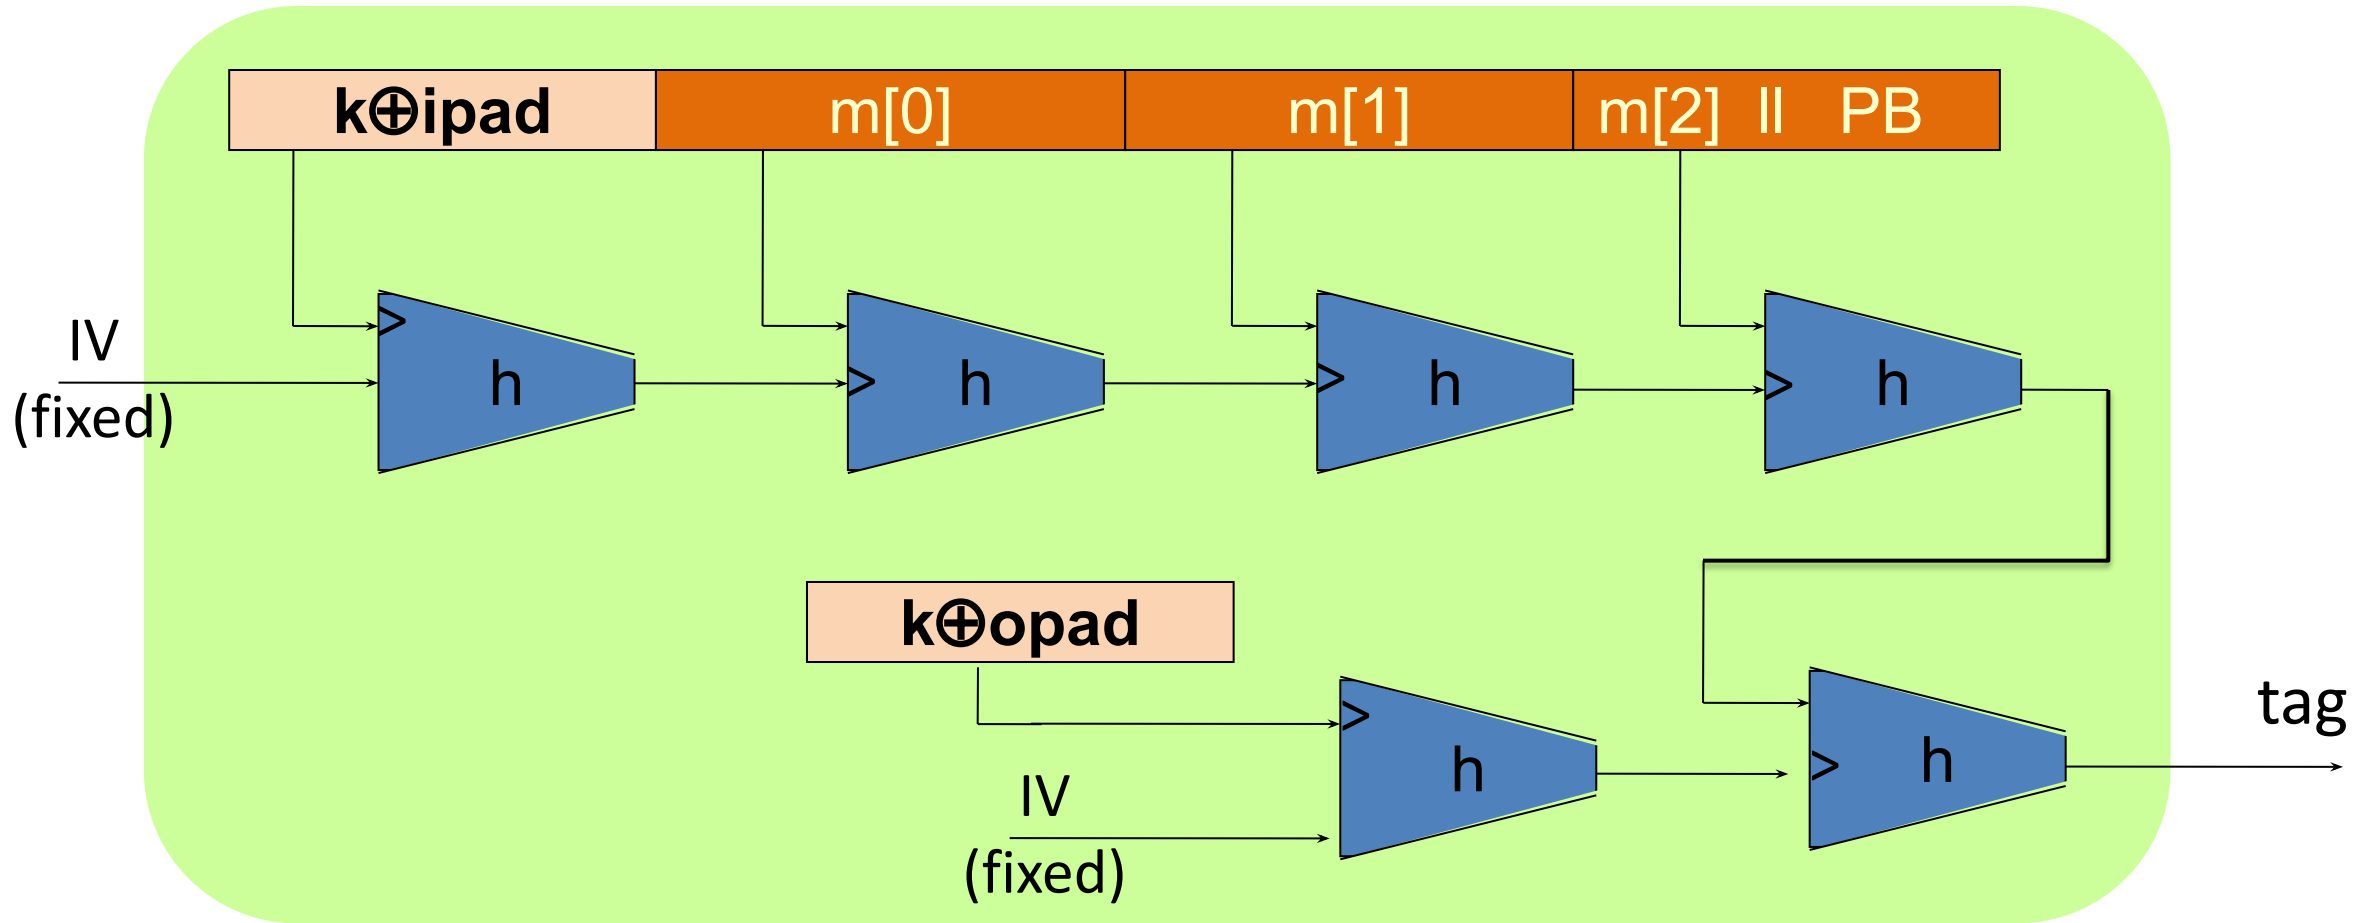 k⊕ipad m[0] m[1] m[2] ll PB
>
IV
h > h > h > h
(fixed)
k⊕opad
tag
>
h > h
IV
(fixed)